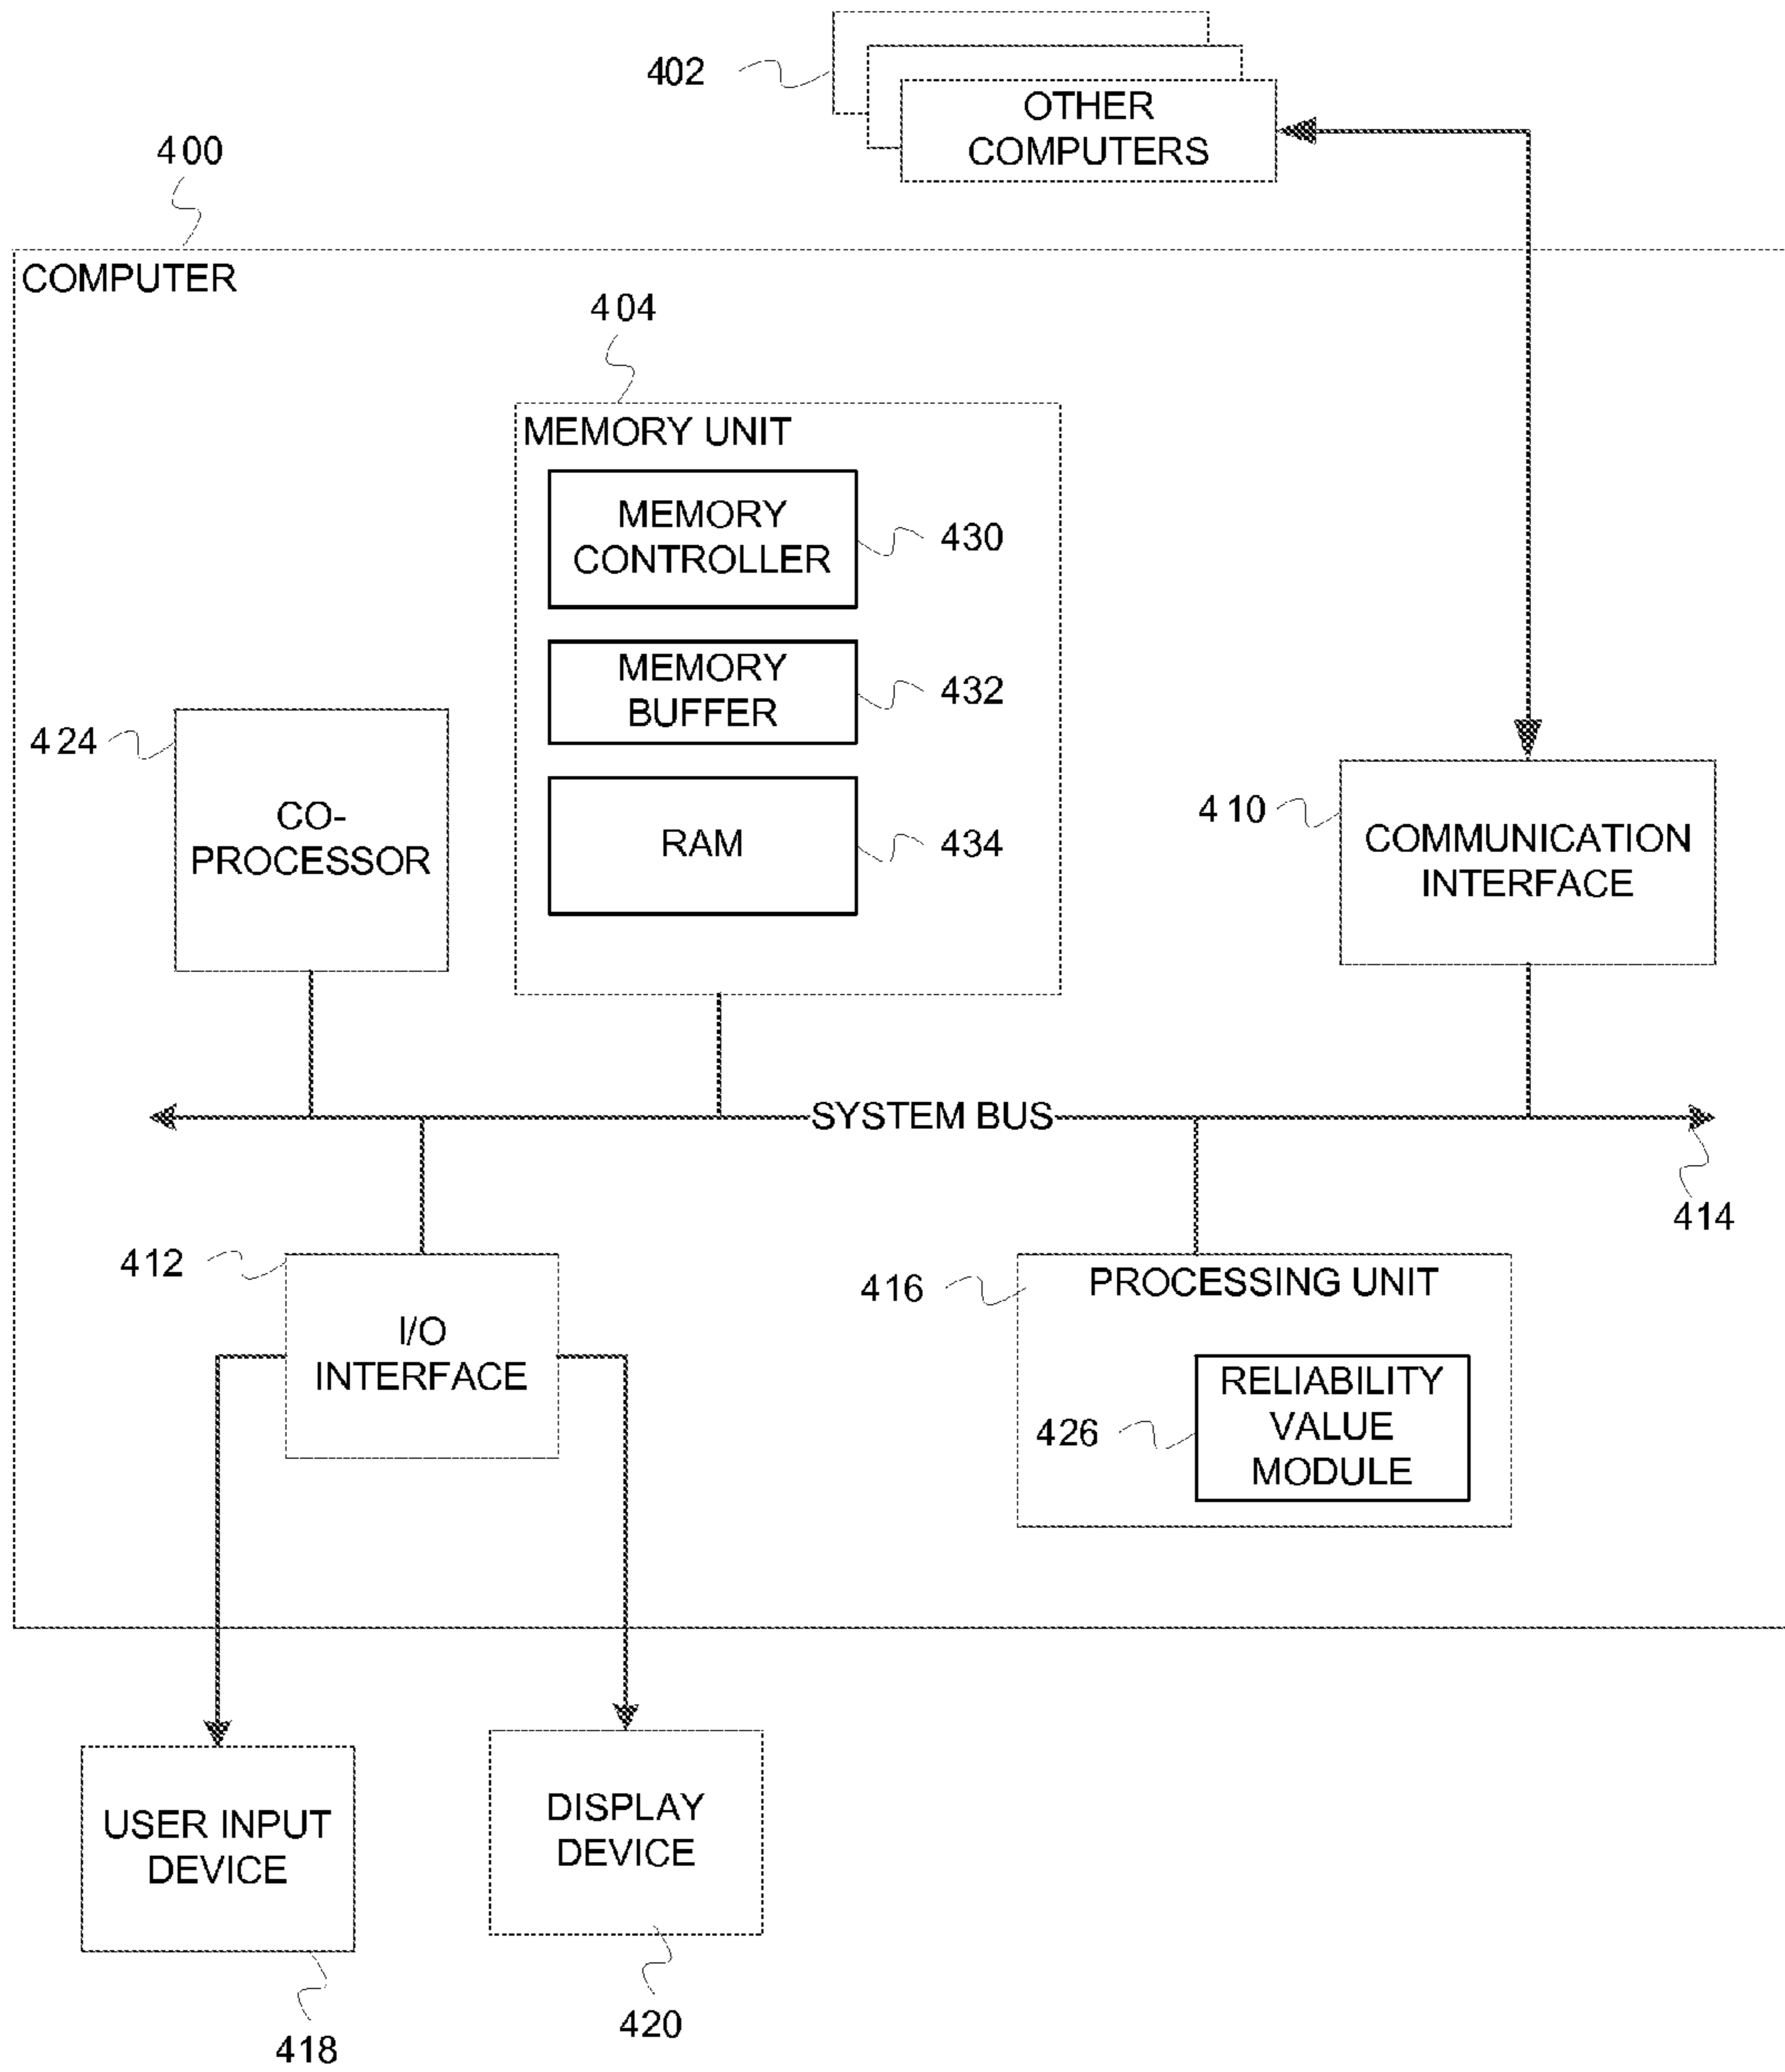 402
OTHER
COMPUTERS
400
COMPUTER
404
MEMORY UNIT
MEMORY
CONTROLLER
430
MEMORY
BUFFER
432
424
CO-
PROCESSOR
RAM
434
410
COMMUNICATION
INTERFACE
SYSTEM BUS
414
412
I/O
INTERFACE
416
PROCESSING UNIT
RELIABILITY
VALUE
MODULE
426
USER INPUT
DEVICE
DISPLAY
DEVICE
418
420